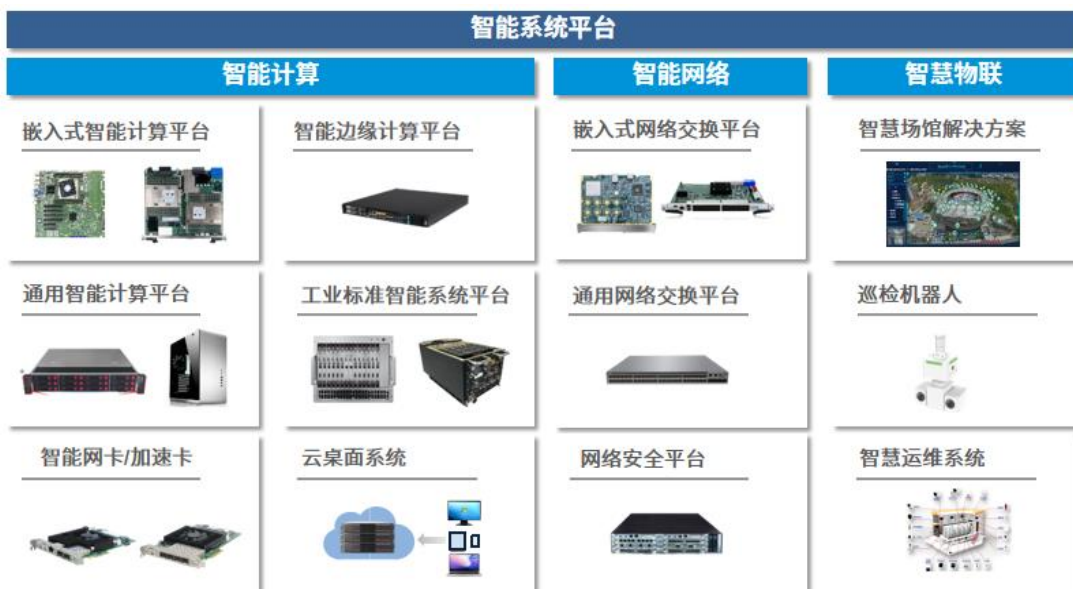 智能系统平台
智能计算
智能网络
智慧物联
嵌入式智能计算平台
智能边缘计算平台
嵌入式网络交换平台
智慧场馆解决方案
通用智能计算平台
工业标准智能系统平台
通用网络交换平台
巡检机器人
智能网卡/加速卡
云桌面系统
网络安全平台
智慧运维系统